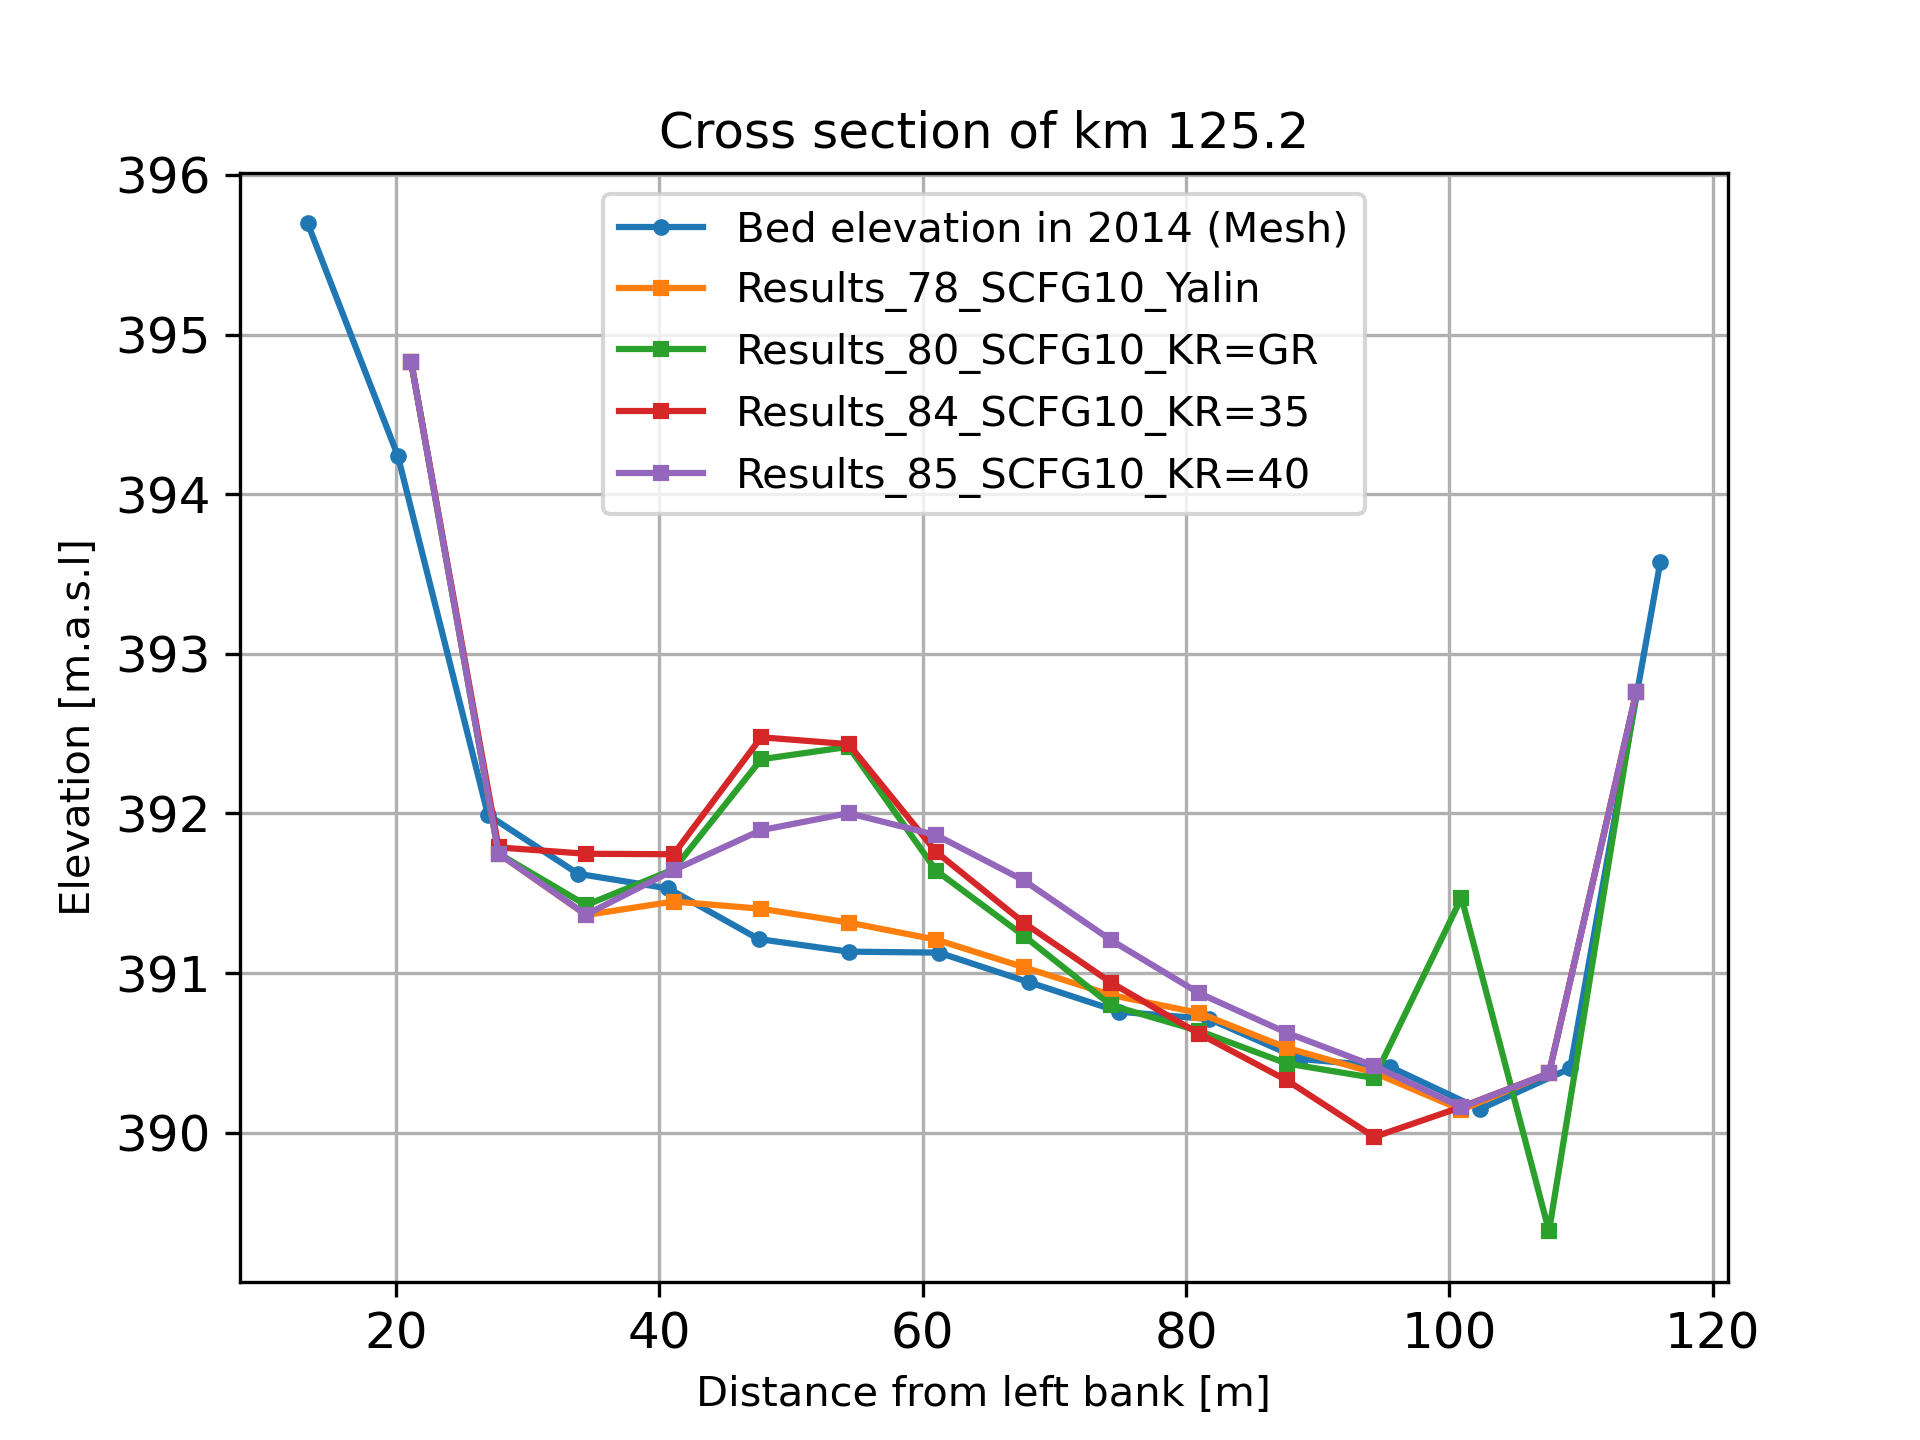 Cross section of km 125.2
396
395
394
393
392
391
390
Elevation [m.a.s.l]
Bed elevation in 2014 (Mesh)
Results_78_SCFG10_Yalin
Results_80_SCFG10_KR=GR
Results_84_SCFG10_KR=35
Results_85_SCFG10_KR=40
20 40 60 80 100 120
Distance from left bank [m]